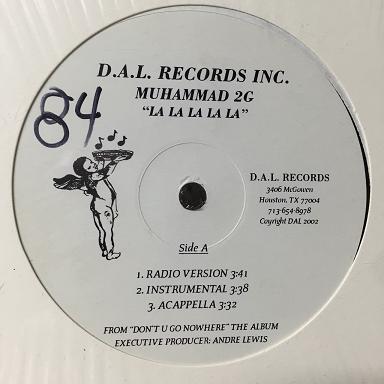 D.A.L. RECORDS INC.
MUHAMMAD 2G
"LA LA LA LA LA"
84
D.A.L. RECORDS
3406 McGowen
Houston, TX 77004
713-654-8978
Coyright DAL 2002
Side A
1. RADIO VERSION 3:41
2. INSTRUMENTAL 3:38
3. ACAPPELLA 3:32
FROM "DON'T U GO NOWHERE" THE ALBUM
EXECUTIVE PRODUCER: ANDRE LEWIS